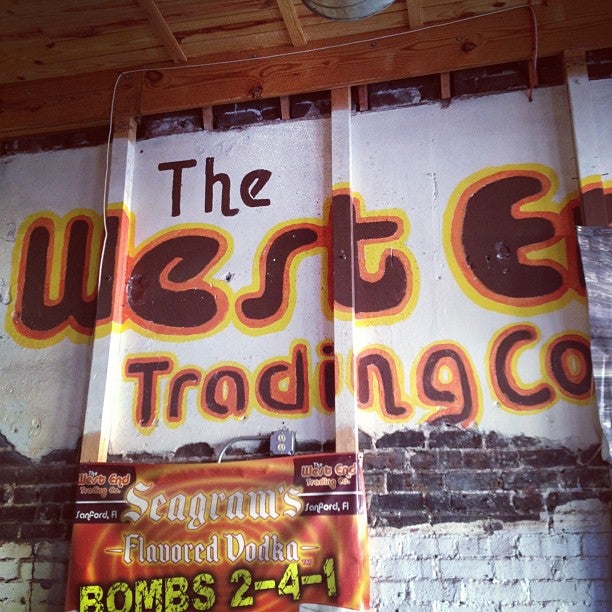 The
West E
Trading Co
The
West End
Trading Co.
The
West End
Trading Co.
Seagram's
Sanford, Fl
Sanford, Fl
Flavored Vodka
BOMBS 2-4-1